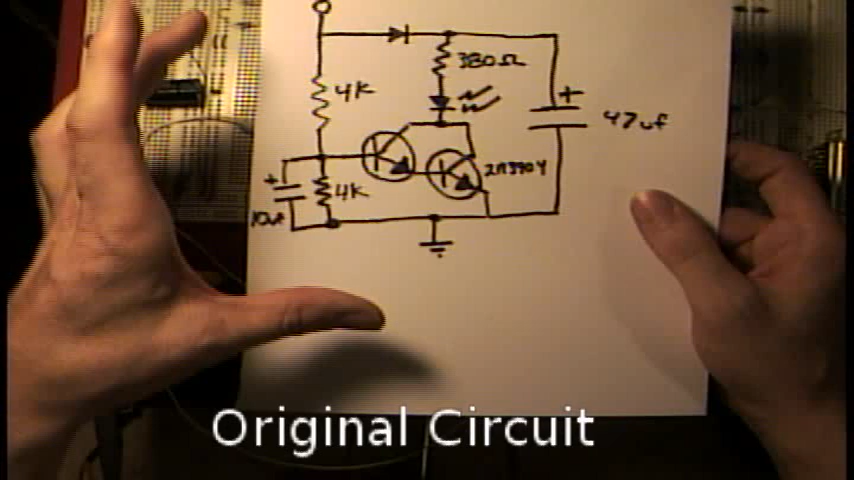 380Ω
4K
+
47uf
2N3904
+
4K
10uf
Original Circuit